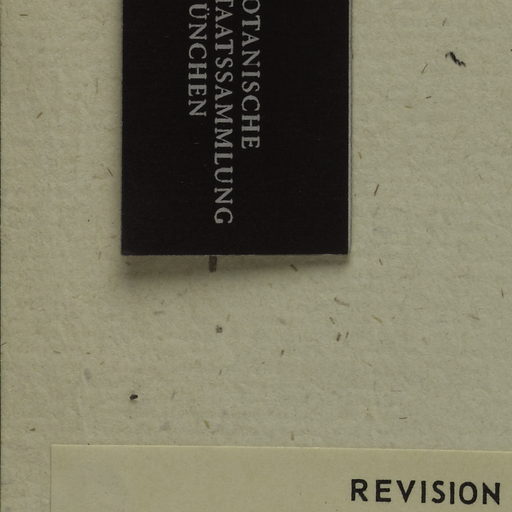 OTANISCHE
TAATSSAMMLUNG
ÜNCHEN
REVISION